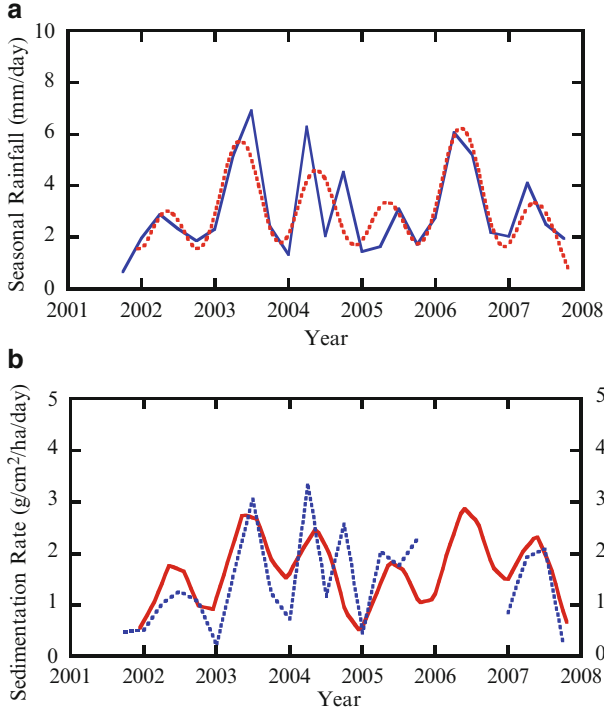 a
Seasonal Rainfall (mm/day)
10
8
6
4
2
0
2001 2002 2003 2004 2005 2006 2007 2008
Year
b
Sedimentation Rate (g/cm²/ha/day)
5 5
4 4
3 3
2 2
1 1
0 0
2001 2002 2003 2004 2005 2006 2007 2008
Year